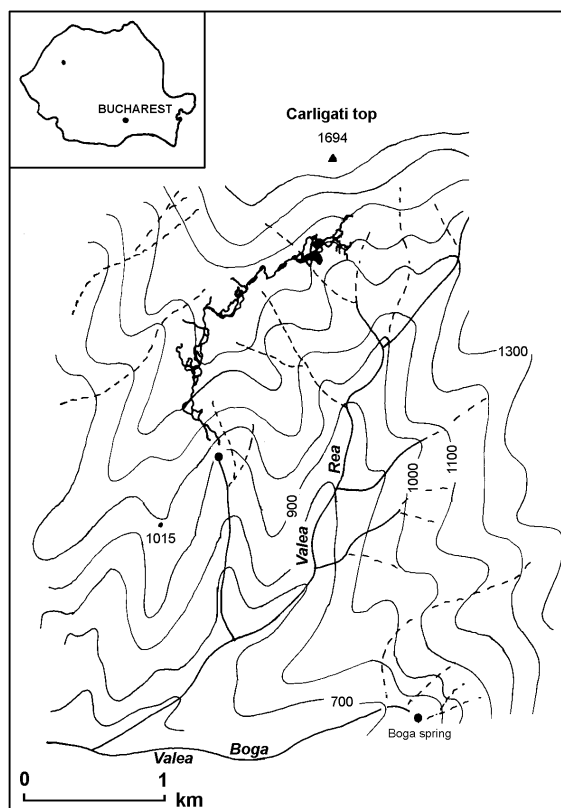 BUCHAREST
Carligati top
1694
1300
1100
1000
900
Valea Rea
1015
700
Boga spring
Valea Boga
0 1
km